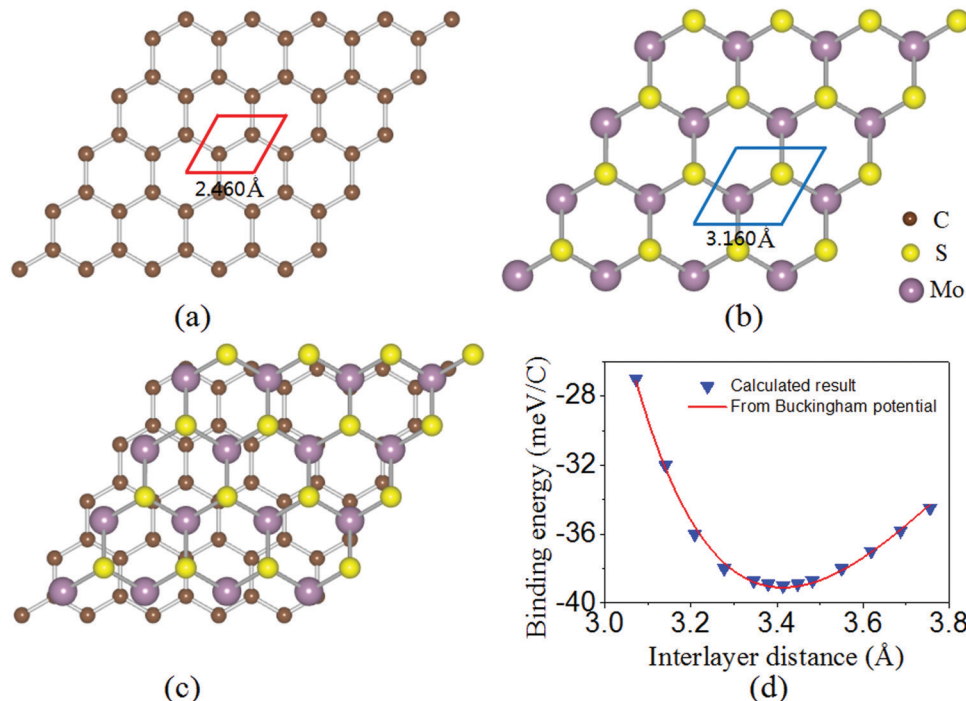 2.460Å
(a)
3.160Å
C
S
Mo
(b)
(c)
Calculated result
From Buckingham potential
-28
-32
-36
-40
Binding energy (meV/C)
3.0 3.2 3.4 3.6 3.8
Interlayer distance (Å)
(d)